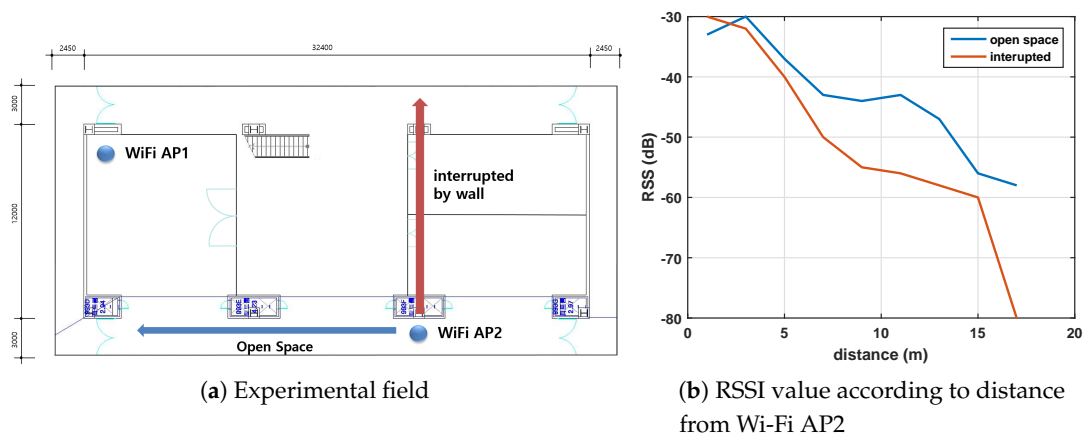 2450
32400
2450
3000
12000
3000
WiFi AP1
interrupted
by wall
WiFi AP2
Open Space
(a) Experimental field
-30
-40
-50
-60
-70
-80
RSS (dB)
open space
interupted
0
5
10
15
20
distance (m)
(b) RSSI value according to distance
from Wi-Fi AP2